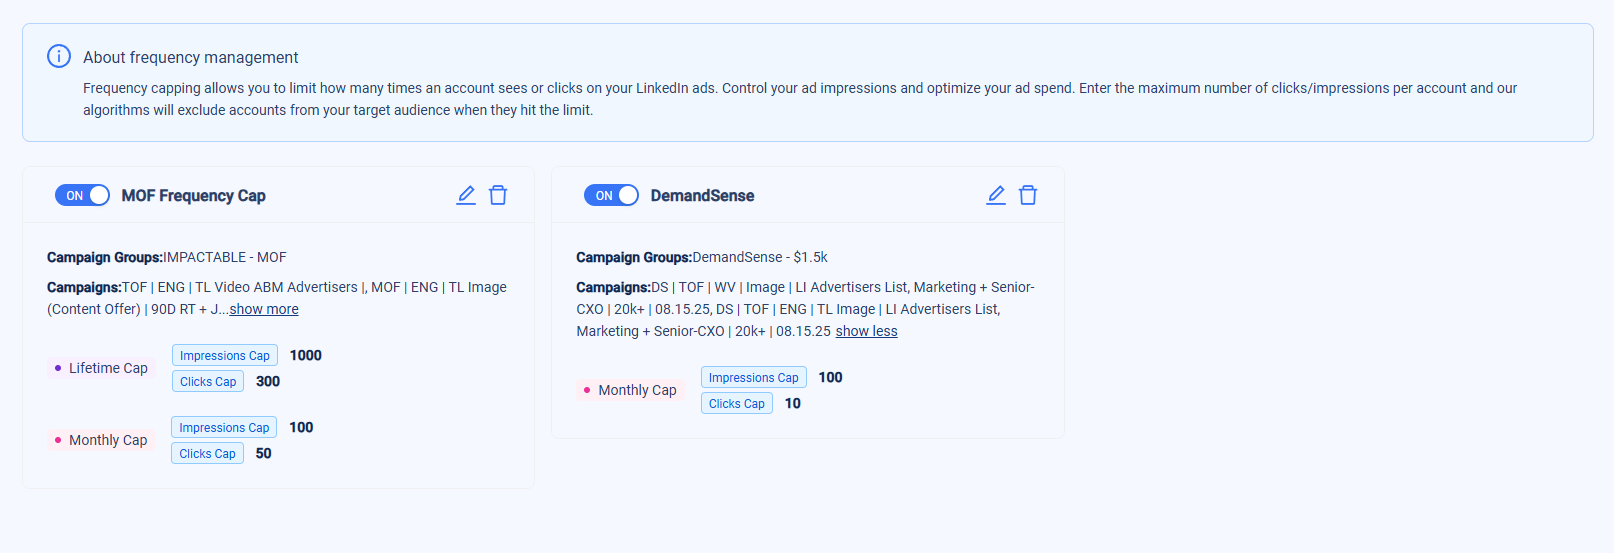 About frequency management
Frequency capping allows you to limit how many times an account sees or clicks on your LinkedIn ads. Control your ad impressions and optimize your ad spend. Enter the maximum number of clicks/impressions per account and our
algorithms will exclude accounts from your target audience when they hit the limit.
ON MOF Frequency Cap
Campaign Groups:IMPACTABLE - MOF
Campaigns:TOF | ENG | TL Video ABM Advertisers |, MOF | ENG | TL Image
(Content Offer) | 90D RT + J...show more
Lifetime Cap
Impressions Cap 1000
Clicks Cap 300
Monthly Cap
Impressions Cap 100
Clicks Cap 50
ON DemandSense
Campaign Groups:DemandSense - $1.5k
Campaigns:DS | TOF | WV | Image | LI Advertisers List, Marketing + Senior-
CXO | 20k+ | 08.15.25, DS | TOF | ENG | TL Image | LI Advertisers List,
Marketing + Senior-CXO | 20k+ | 08.15.25 show less
Monthly Cap
Impressions Cap 100
Clicks Cap 10